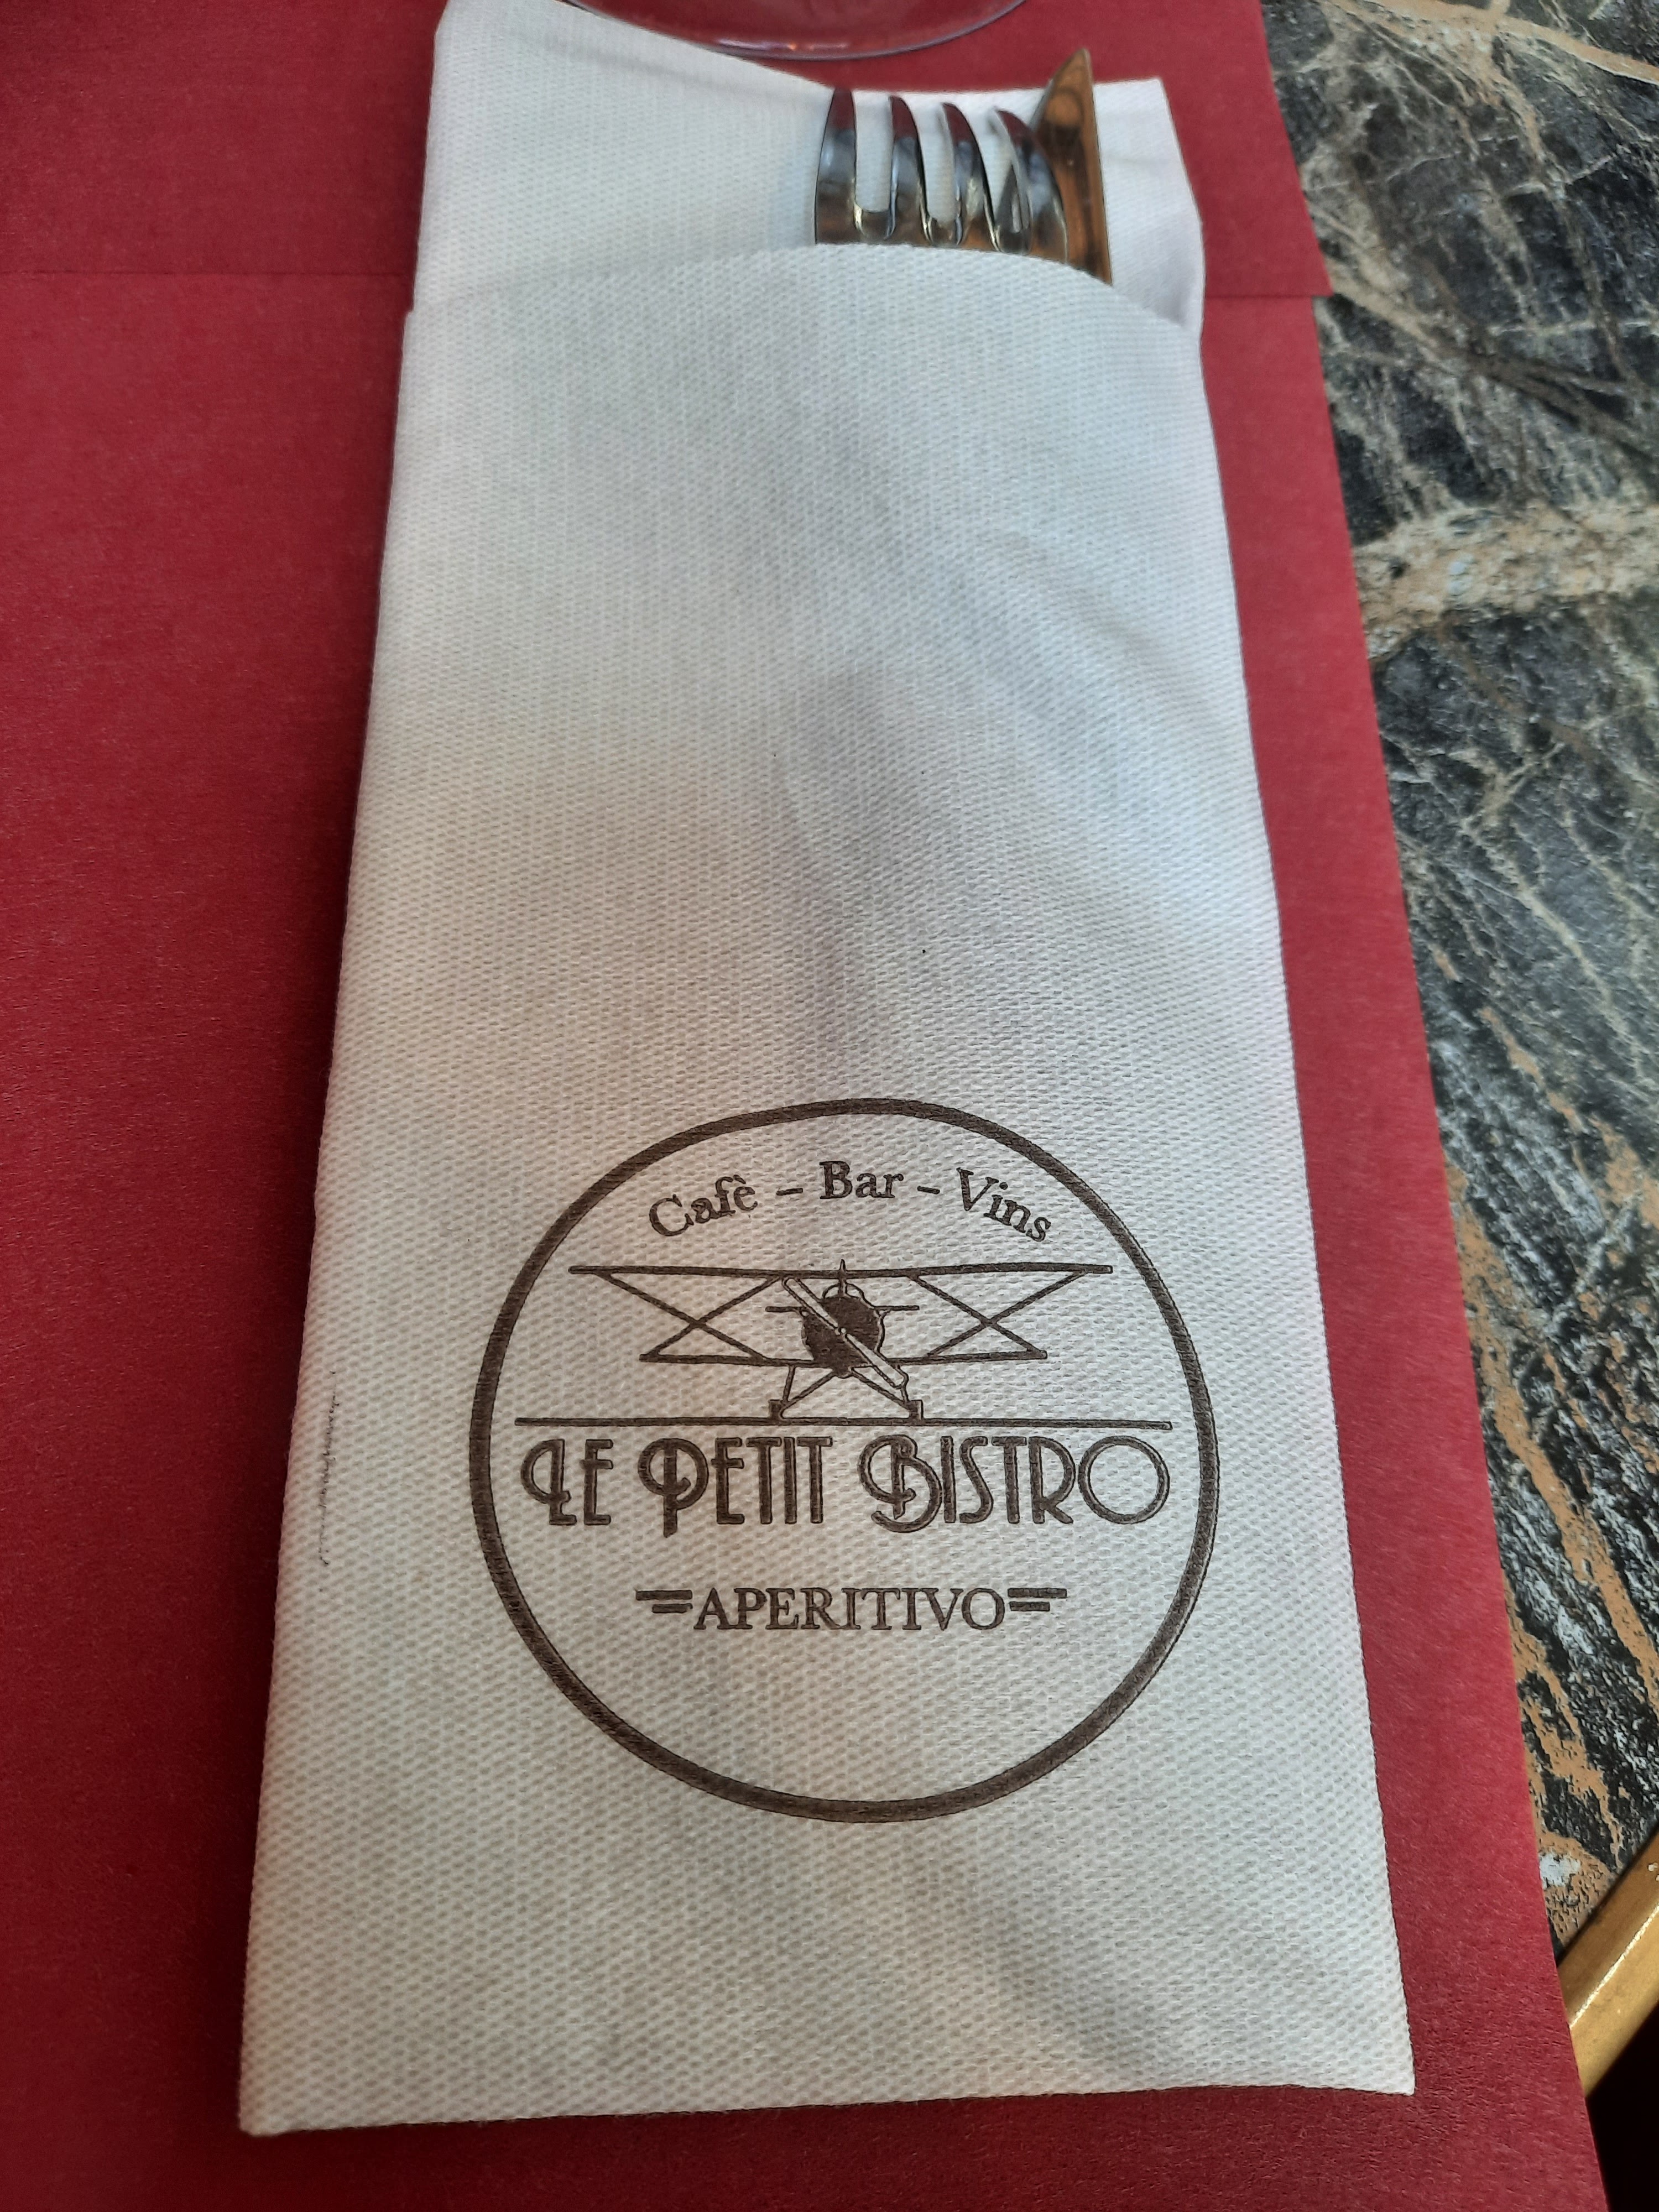 Cafè - Bar - Vins
LE PETIT BISTRO
APERITIVO